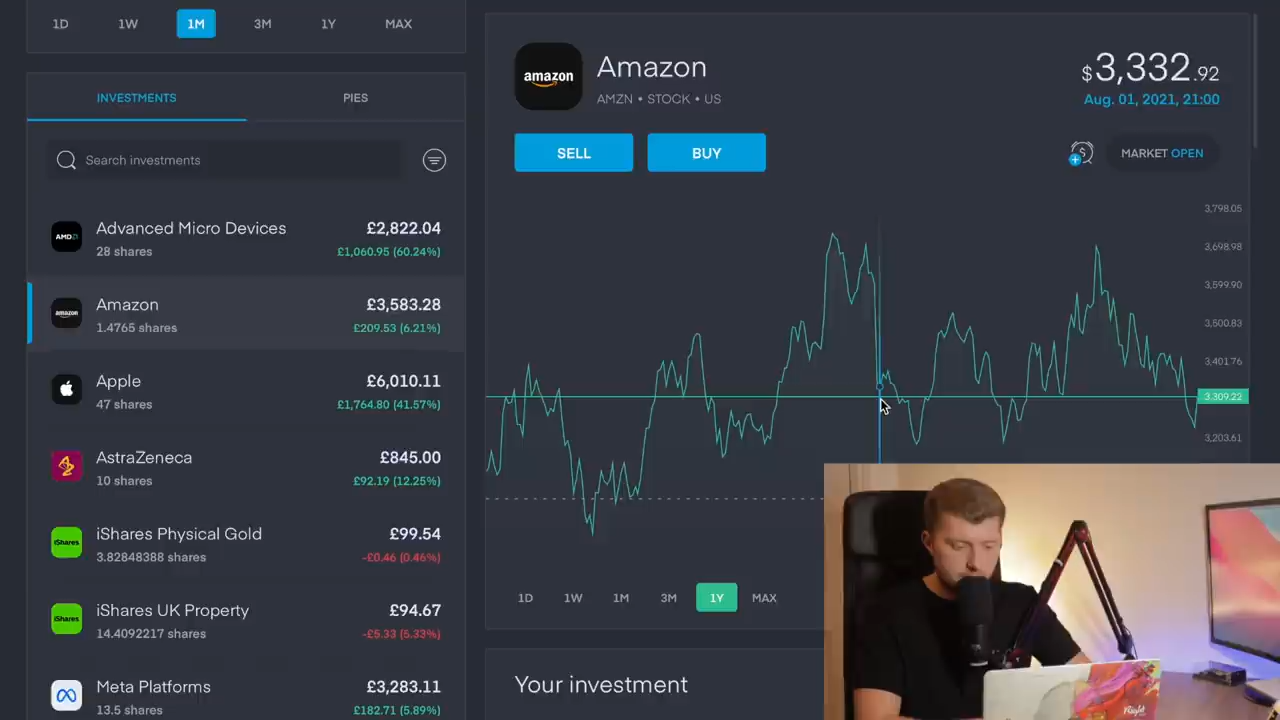 1D 1W 1M 3M 1Y MAX
INVESTMENTS PIES
Search investments
AMD
Advanced Micro Devices £2,822.04
28 shares £1,060.95 (60.24%)
amazon
Amazon £3,583.28
1.4765 shares £209.53 (6.21%)
Apple £6,010.11
47 shares £1,764.80 (41.57%)
AstraZeneca £845.00
10 shares £92.19 (12.25%)
iShares
iShares Physical Gold £99.54
3.82848388 shares -£0.46 (0.46%)
iShares
iShares UK Property £94.67
14.4092217 shares -£5.33 (5.33%)
Meta Platforms £3,283.11
13.5 shares £182.71 (5.89%)
amazon
Amazon
AMZN • STOCK • US
$3,332.92
Aug. 01, 2021, 21:00
SELL BUY
MARKET OPEN
3,798.05
3,698.98
3,599.90
3,500.83
3,401.76
3,309.22
3,203.61
1D 1W 1M 3M 1Y MAX
Your investment